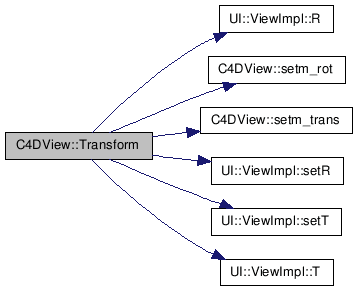 UI::ViewImpl::R
C4DView::setm_rot
C4DView::setm_trans
C4DView::Transform
UI::ViewImpl::setR
UI::ViewImpl::setT
UI::ViewImpl::T